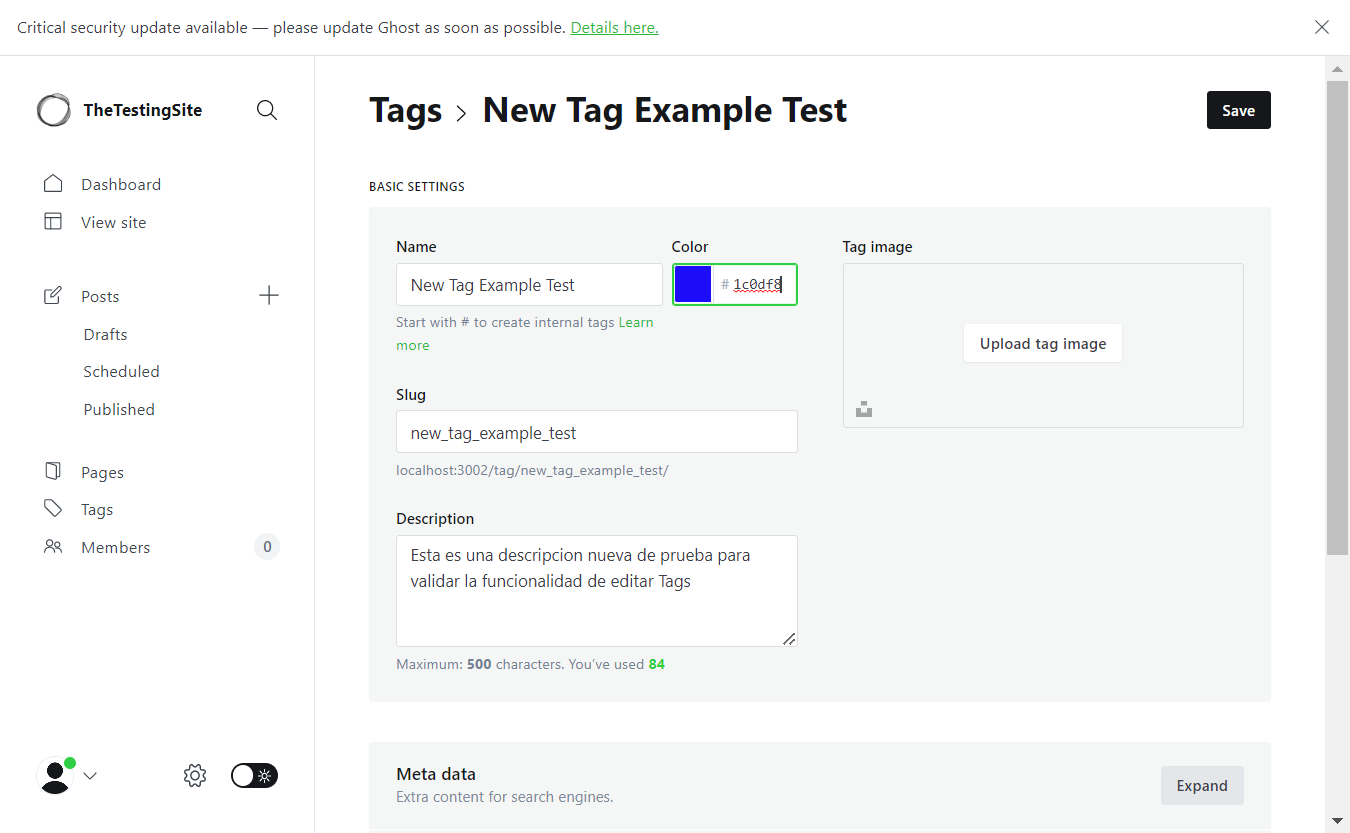 Critical security update available — please update Ghost as soon as possible. Details here.
TheTestingSite
Dashboard
View site
Posts
Drafts
Scheduled
Published
Pages
Tags
Members 0
Tags > New Tag Example Test
Save
BASIC SETTINGS
Name
New Tag Example Test
Start with # to create internal tags Learn
more
Color
# 1c0df8
Slug
new_tag_example_test
localhost:3002/tag/new_tag_example_test/
Description
Esta es una descripcion nueva de prueba para
validar la funcionalidad de editar Tags
Maximum: 500 characters. You’ve used 84
Tag image
Upload tag image
Meta data
Extra content for search engines.
Expand